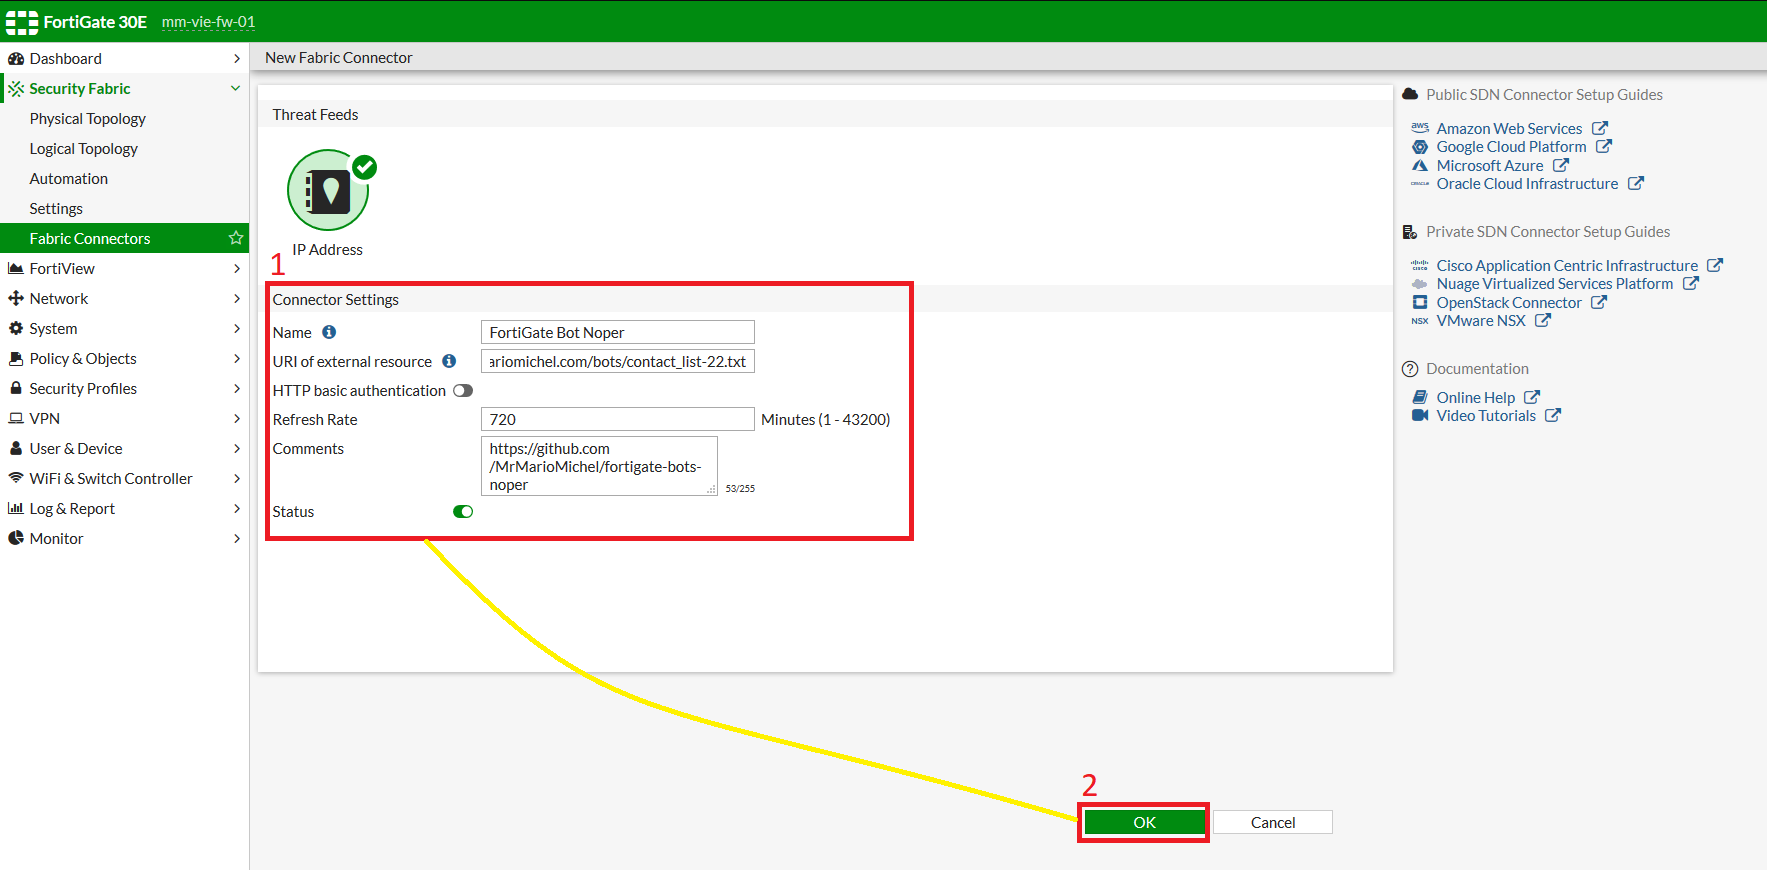 FortiGate 30E mm-vie-fw-01
Dashboard
Security Fabric
Physical Topology
Logical Topology
Automation
Settings
Fabric Connectors
FortiView
Network
System
Policy & Objects
Security Profiles
VPN
User & Device
WiFi & Switch Controller
Log & Report
Monitor
New Fabric Connector
Threat Feeds
IP Address
1
Connector Settings
Name FortiGate Bot Noper
URI of external resource ariomichel.com/bots/contact_list-22.txt
HTTP basic authentication
Refresh Rate 720 Minutes (1 - 43200)
Comments https://github.com
/MrMarioMichel/fortigate-bots-
noper
53/255
Status
2
OK Cancel
Public SDN Connector Setup Guides
aws Amazon Web Services
Google Cloud Platform
Microsoft Azure
ORACLE Oracle Cloud Infrastructure
Private SDN Connector Setup Guides
CISCO Cisco Application Centric Infrastructure
Nuage Virtualized Services Platform
OpenStack Connector
NSX VMware NSX
Documentation
Online Help
Video Tutorials